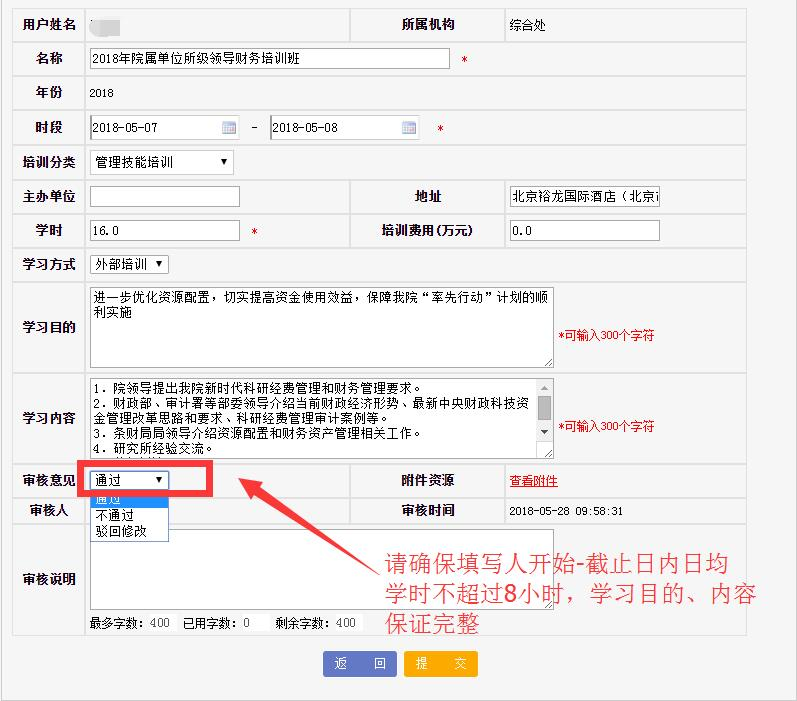 用户姓名 所属机构 综合处
名称 2018年院属单位所级领导财务培训班 *
年份 2018
时段 2018-05-07 - 2018-05-08 *
培训分类 管理技能培训
主办单位 地址 北京裕龙国际酒店（北京
学时 16.0 * 培训费用(万元) 0.0
学习方式 外部培训
学习目的 进一步优化资源配置，切实提高资金使用效益，保障我院“率先行动”计划的顺
利实施
*可输入300个字符
学习内容 1. 院领导提出我院新时代科研经费管理和财务管理要求。
2. 财政部、审计署等部委领导介绍当前财政经济形势、最新中央财政科技资
金管理改革思路和要求、科研经费管理审计案例等。
*可输入300个字符
3. 条财局局领导介绍资源配置和财务资产管理相关工作。
4. 研究所经验交流。
审核意见 通过 附件资源 查看附件
通过
审核人 不通过 审核时间 2018-05-28 09:58:31
驳回修改
审核说明
请确保填写人开始-截止日内日均
学时不超过8小时，学习目的、内容
保证完整
最多字数：400 已用字数：0 剩余字数：400
返 回 提 交